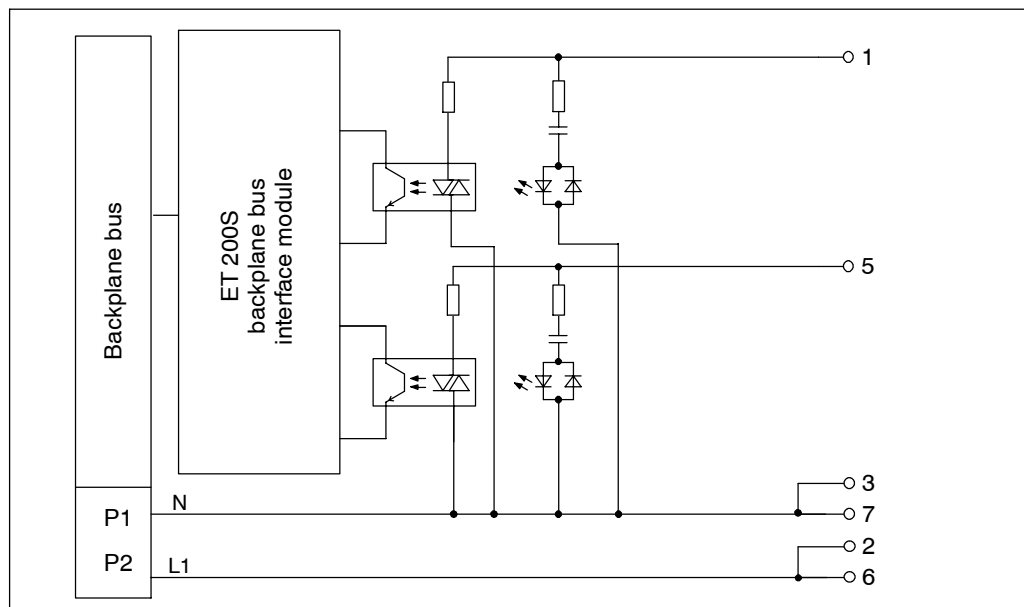 Backplane bus
ET 200S
backplane bus
interface module
1
5
3
P1
N
7
2
P2
L1
6